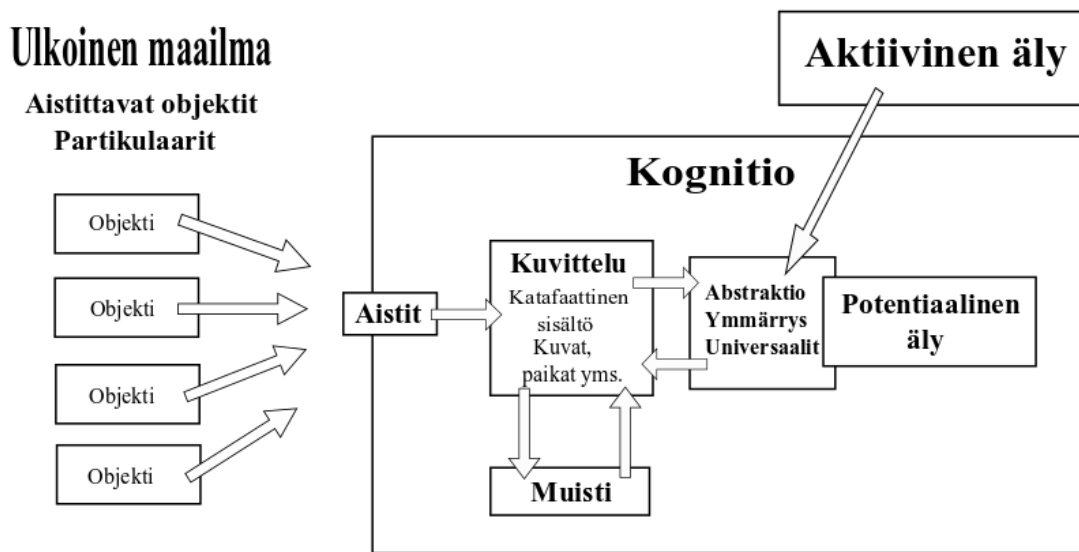 Ulkoinen maailma
Aistittavat objektit
Partikulaarit
Objekti
Objekti
Objekti
Objekti
Aktiivinen äly
Kognitio
Aistit
Kuvittelu
Katafaattinen
sisältö
Kuvat,
paikat yms.
Muisti
Abstraktio
Ymmärrys
Universaalit
Potentiaalinen
äly